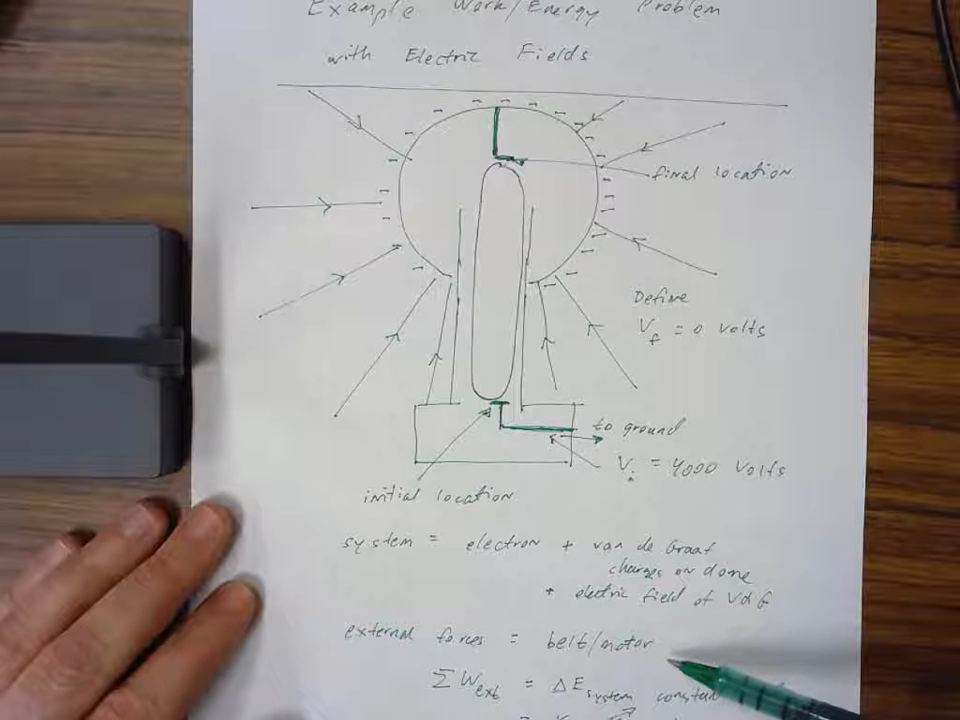 Example Work/Energy Problem
with Electric Fields
final location
Define
V_f = 0 volts
to ground
V_i = 4000 volts
initial location
system = electron + van de Graaf
charges on dome
+ electric field of VdG
external forces = belt/motor
ΣW_ext = ΔE_system constant